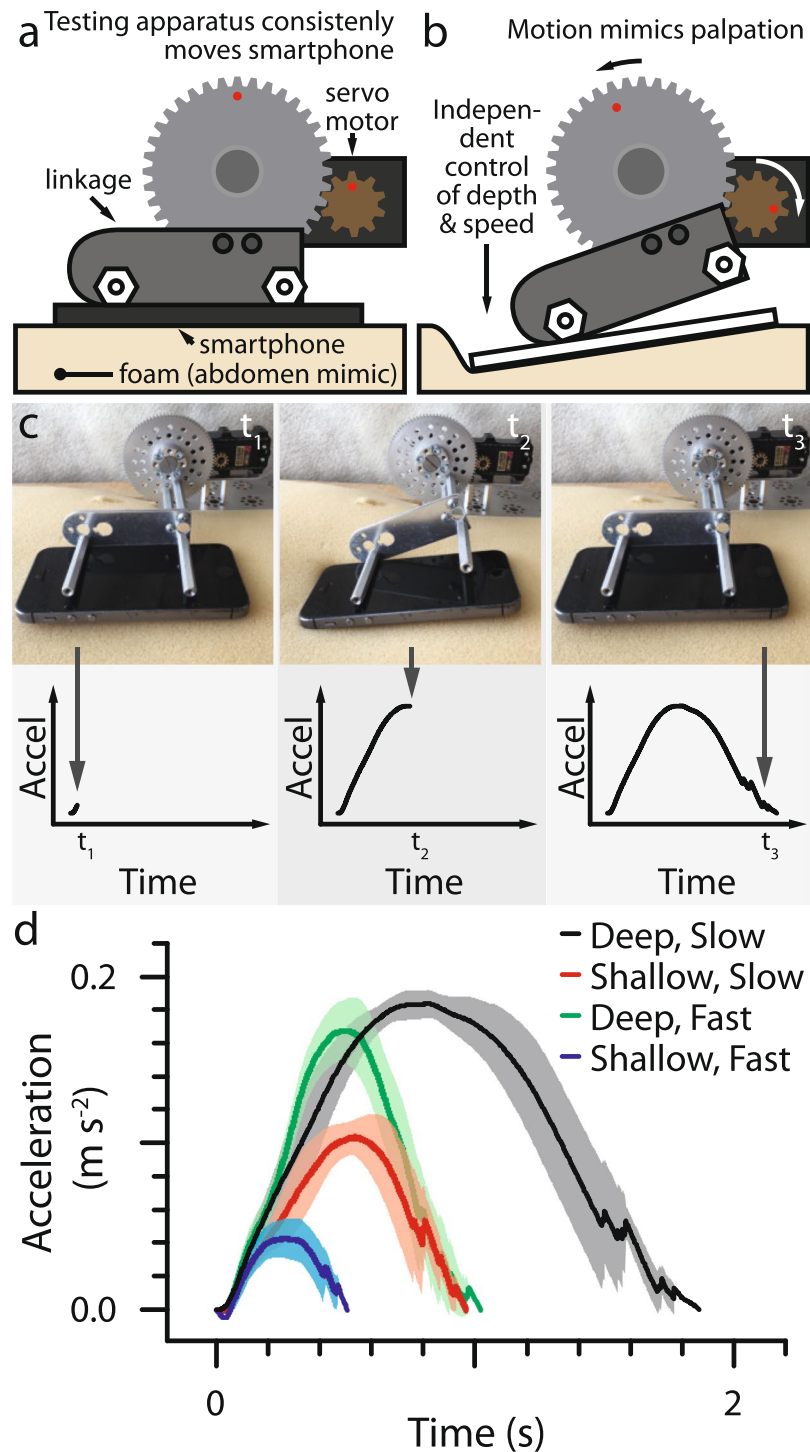 a
Testing apparatus consistenly
moves smartphone
servo
motor
linkage
smartphone
foam (abdomen mimic)
b
Motion mimics palpation
Indepen-
dent
control
of depth
& speed
c
t1
t2
t3
Accel
t1
Time
Accel
t2
Time
Accel
t3
Time
d
Deep, Slow
Shallow, Slow
Deep, Fast
Shallow, Fast
Acceleration
(m s-2)
0.2
0.0
0
2
Time (s)